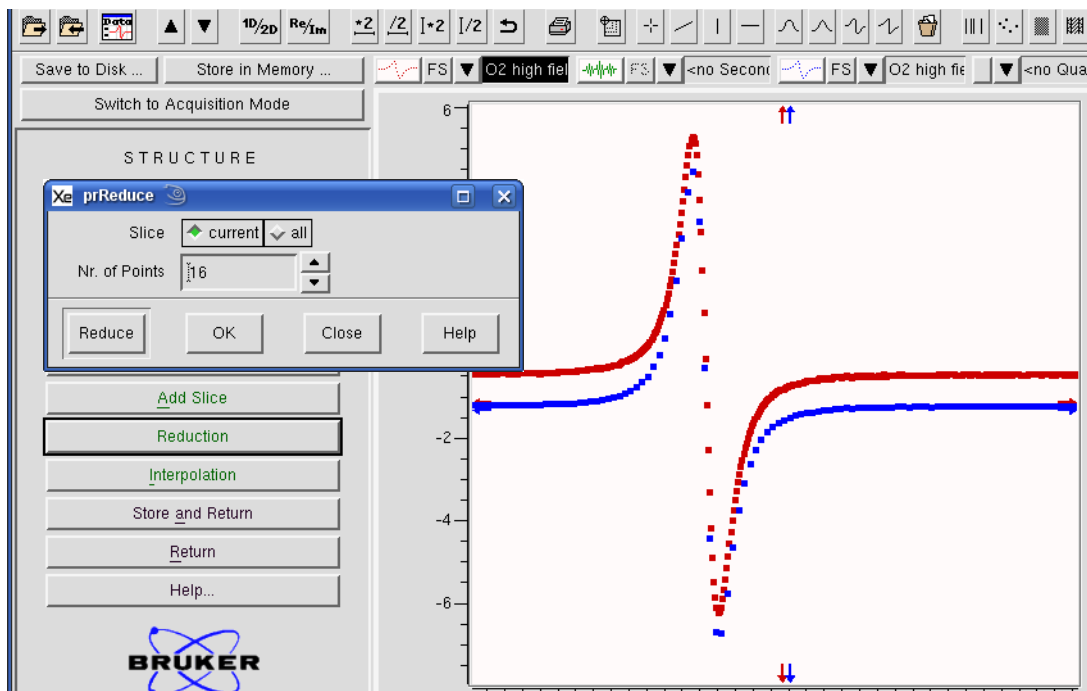 Data 1D/2D Re/Im *2 /2 I*2 I/2
Save to Disk ... Store in Memory ... FS ▼ O2 high fiel FS ▼ <no Second FS ▼ O2 high fie ▼ <no Qua
Switch to Acquisition Mode
STRUCTURE
Xe prReduce
Slice current all
Nr. of Points 16
Reduce OK Close Help
Add Slice
Reduction
Interpolation
Store and Return
Return
Help...
BRUKER
6
-2
-4
-6